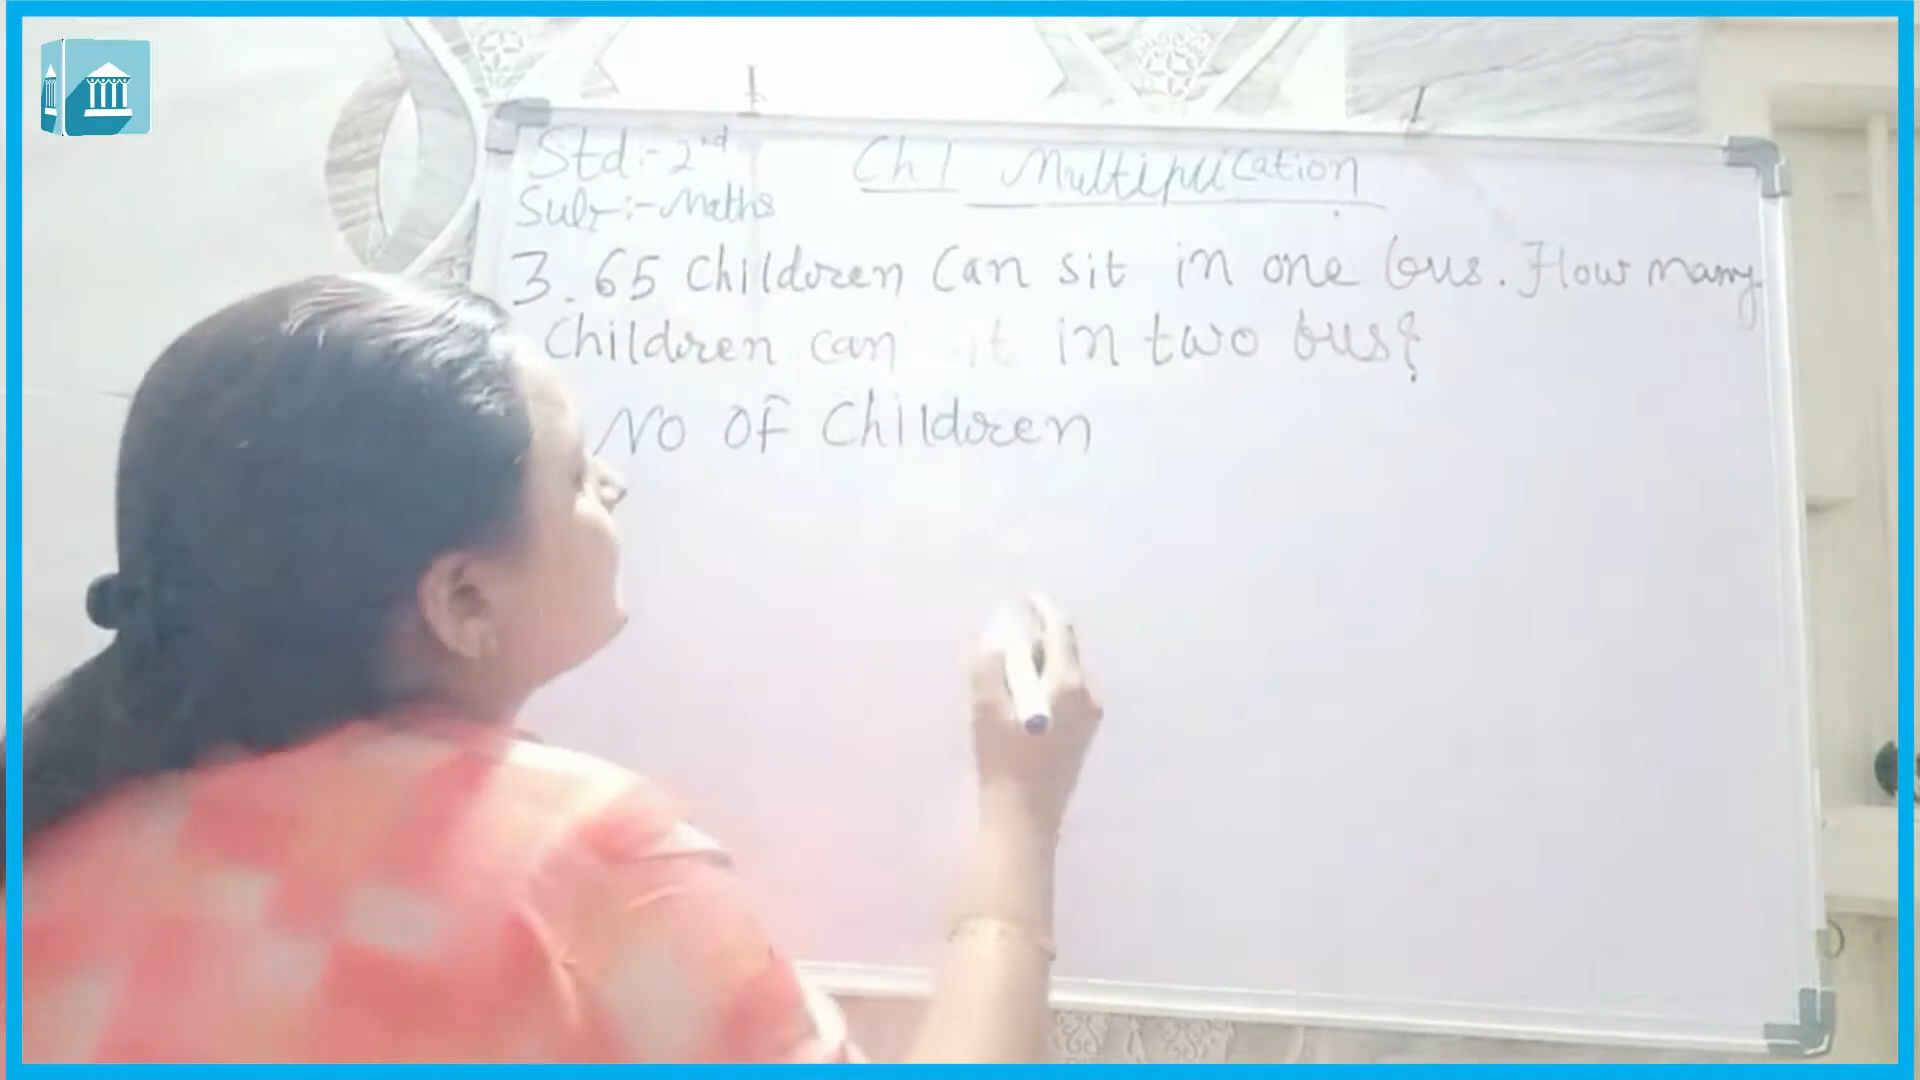 Std:- 2nd
Ch 1 Multiplication
Sub:- Maths
3. 65 Children Can sit in one bus. How many
Children can it in two bus?
No OF Children